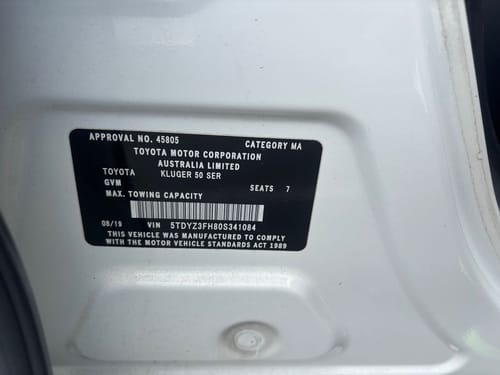 APPROVAL NO. 45805 CATEGORY MA
TOYOTA MOTOR CORPORATION
AUSTRALIA LIMITED
TOYOTA KLUGER 50 SER
GVM SEATS 7
MAX. TOWING CAPACITY
08/19 VIN 5TDYZ3FH80S341084
THIS VEHICLE WAS MANUFACTURED TO COMPLY
WITH THE MOTOR VEHICLE STANDARDS ACT 1989